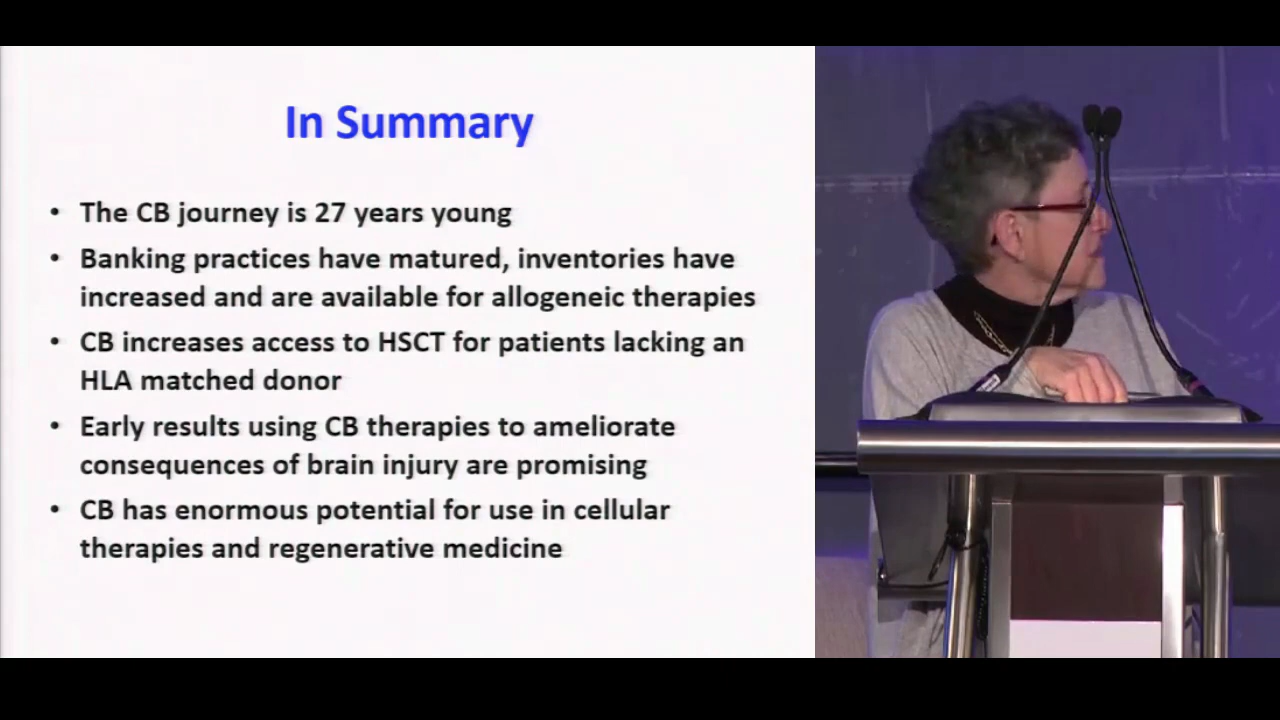 In Summary
• The CB journey is 27 years young
• Banking practices have matured, inventories have
increased and are available for allogeneic therapies
• CB increases access to HSCT for patients lacking an
HLA matched donor
• Early results using CB therapies to ameliorate
consequences of brain injury are promising
• CB has enormous potential for use in cellular
therapies and regenerative medicine